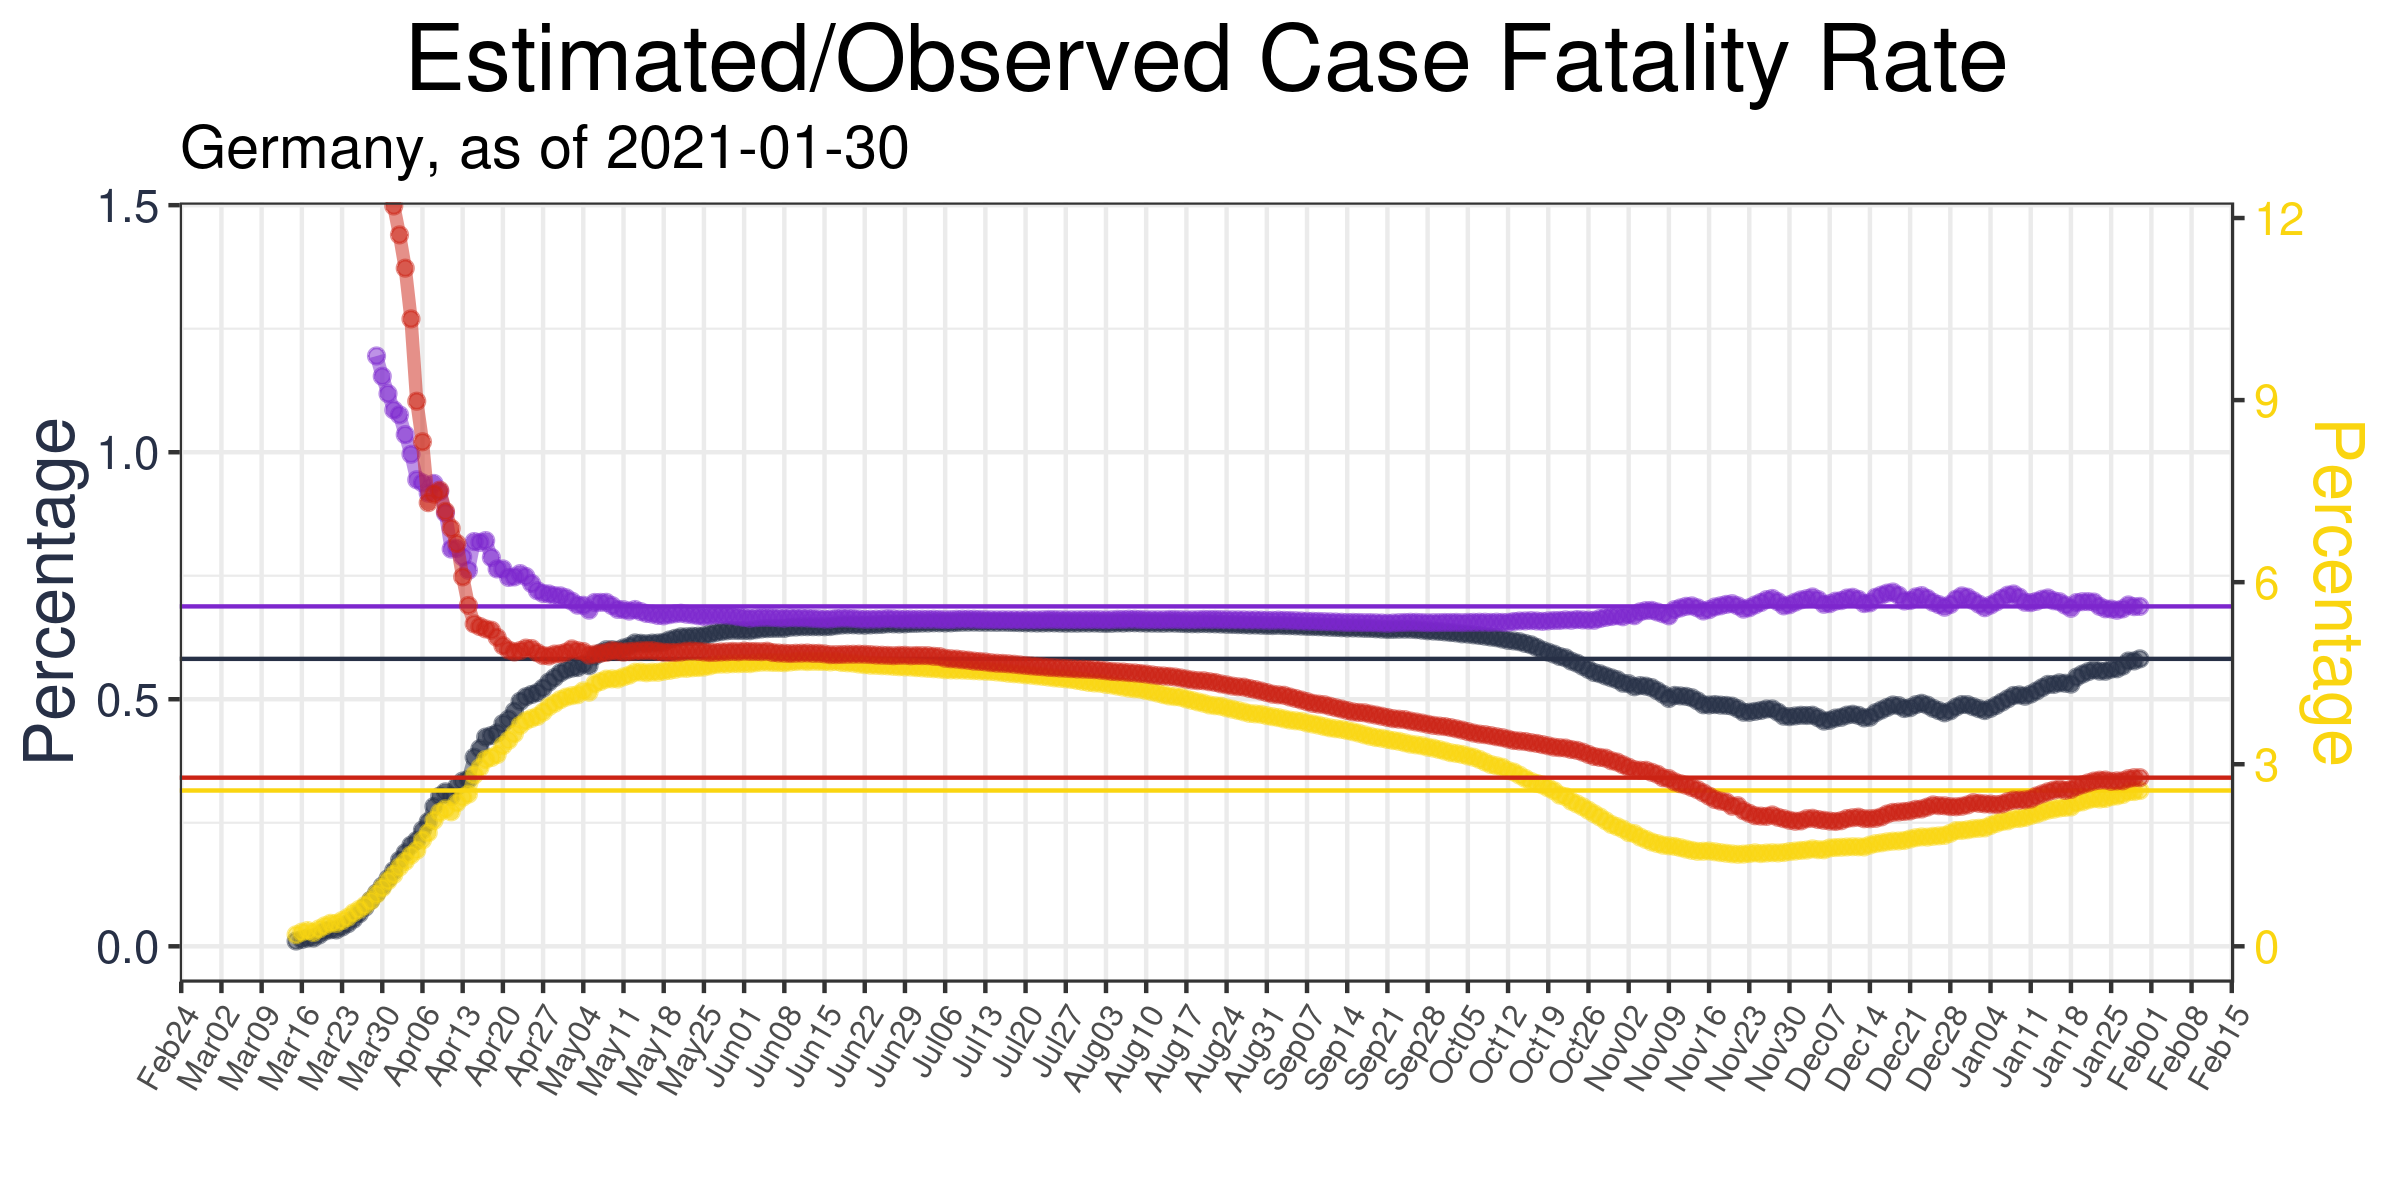 Estimated/Observed Case Fatality Rate
Germany, as of 2021-01-30
Percentage
1.5
1.0
0.5
0.0
12
9
6
3
0
Percentage
Feb24
Mar02
Mar09
Mar16
Mar23
Mar30
Apr06
Apr13
Apr20
Apr27
May04
May11
May18
May25
Jun01
Jun08
Jun15
Jun22
Jun29
Jul06
Jul13
Jul20
Jul27
Aug03
Aug10
Aug17
Aug24
Aug31
Sep07
Sep14
Sep21
Sep28
Oct05
Oct12
Oct19
Oct26
Nov02
Nov09
Nov16
Nov23
Nov30
Dec07
Dec14
Dec21
Dec28
Jan04
Jan11
Jan18
Jan25
Feb01
Feb08
Feb15